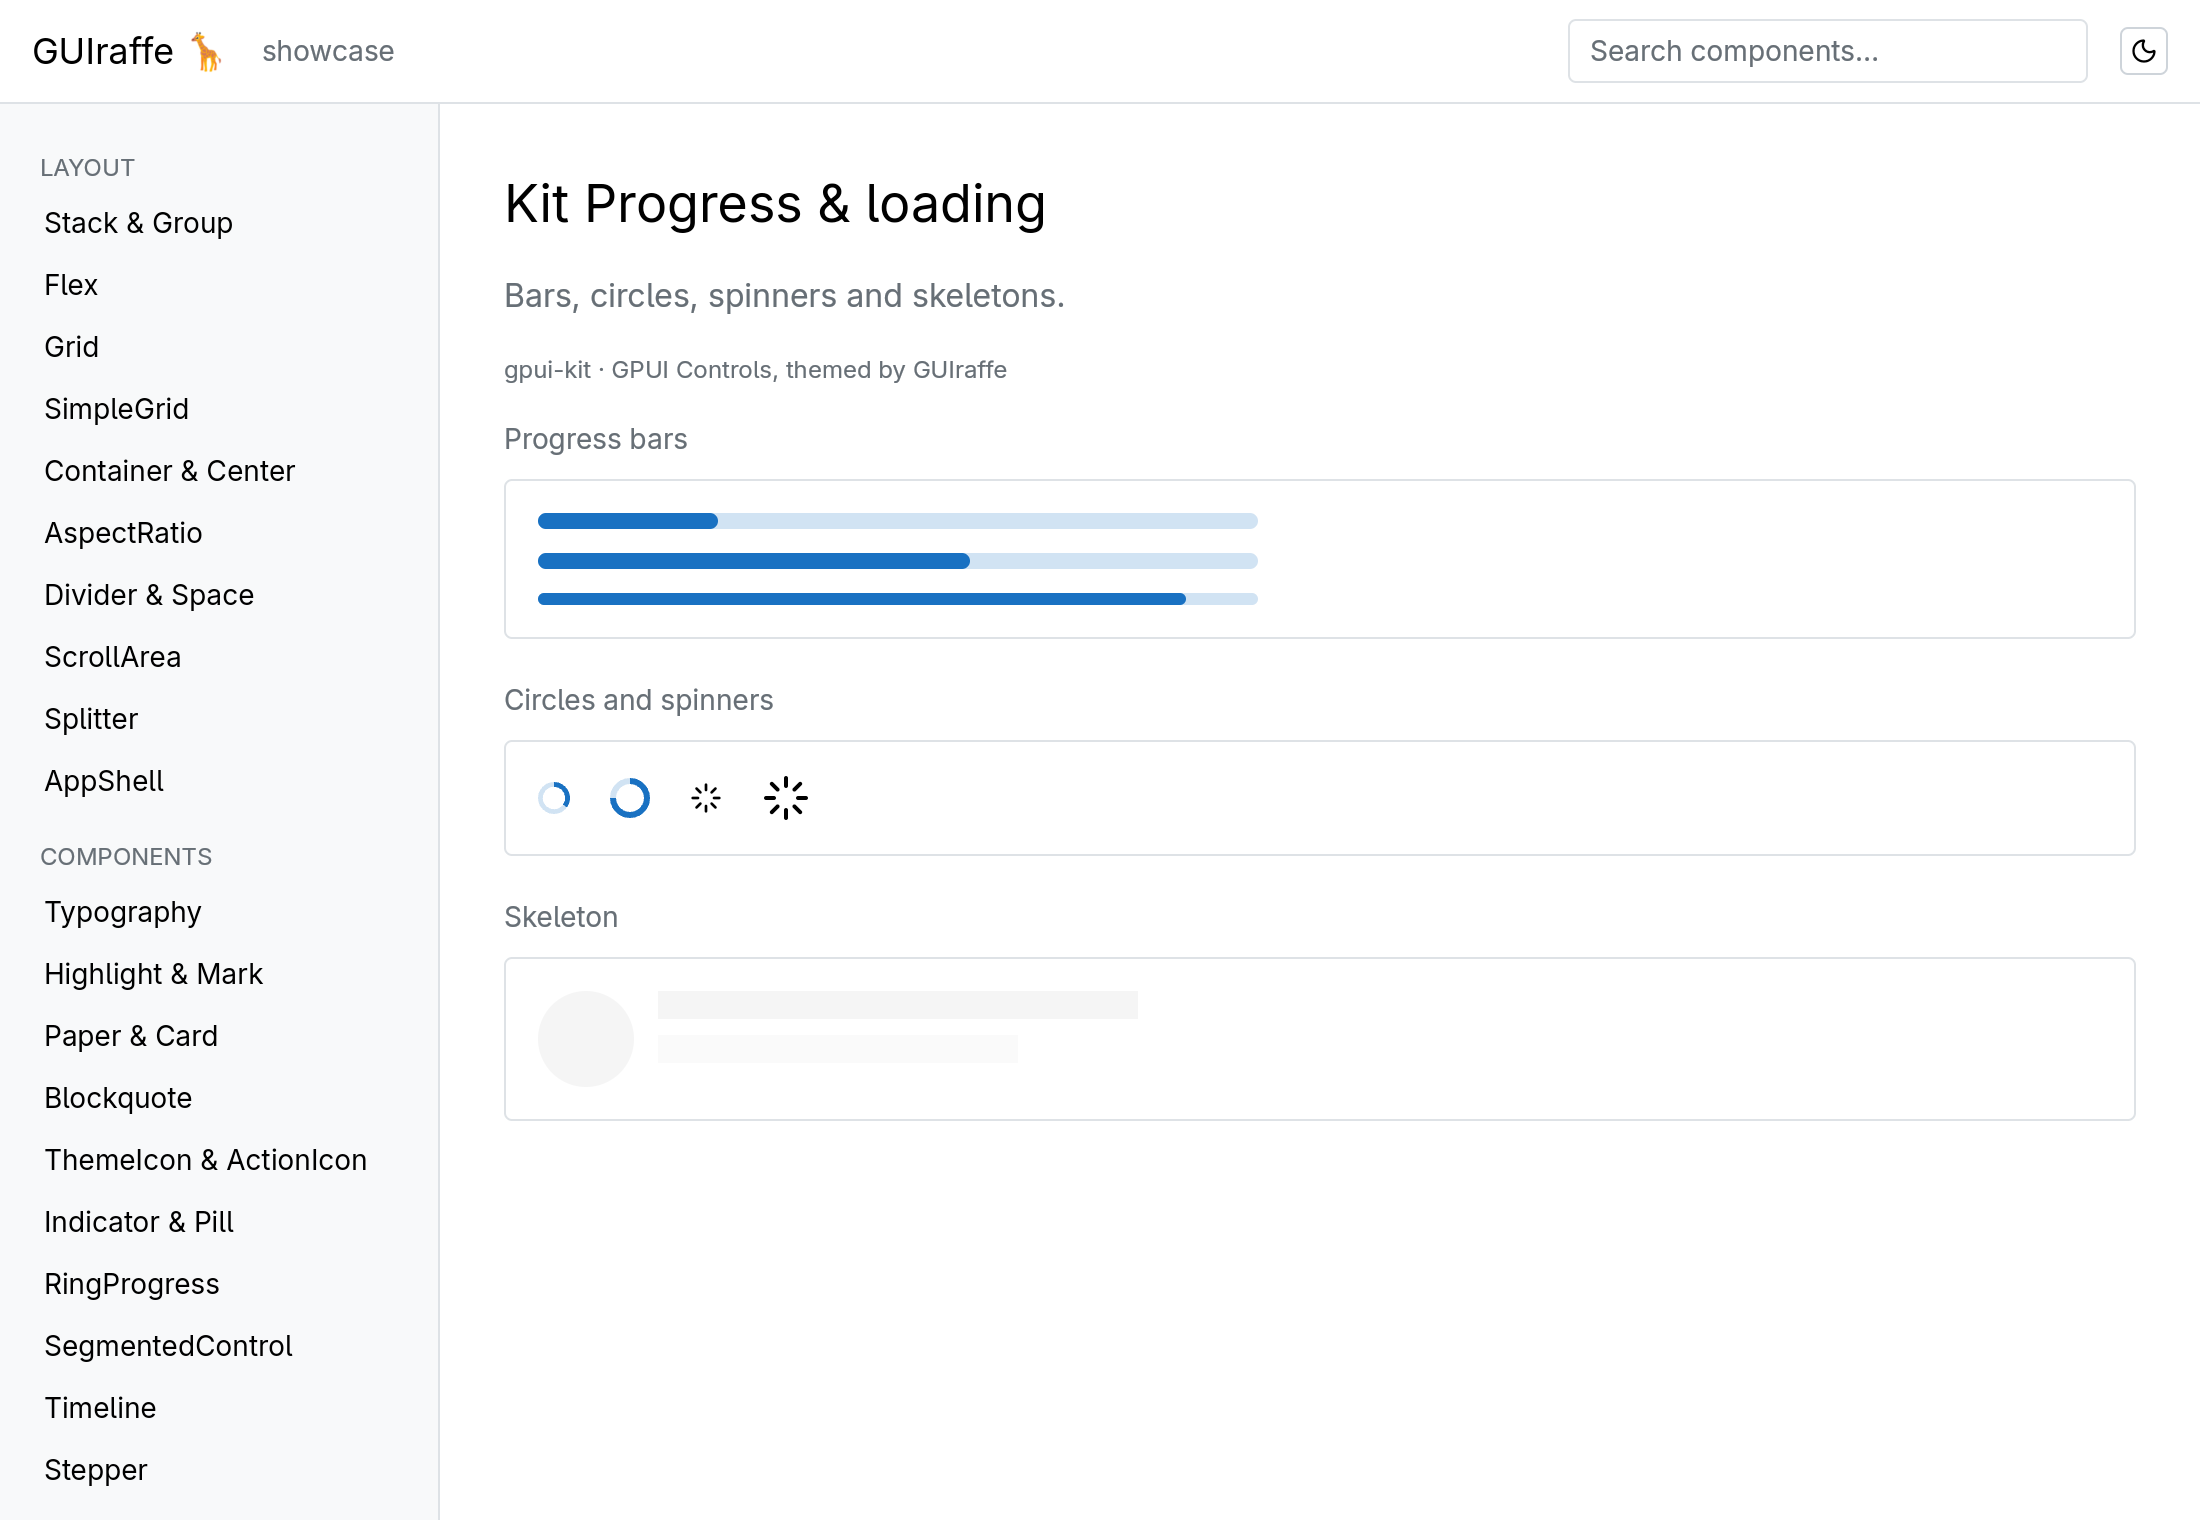 GUIraffe 🦒 showcase
Search components...
LAYOUT
Stack & Group
Flex
Grid
SimpleGrid
Container & Center
AspectRatio
Divider & Space
ScrollArea
Splitter
AppShell
COMPONENTS
Typography
Highlight & Mark
Paper & Card
Blockquote
ThemeIcon & ActionIcon
Indicator & Pill
RingProgress
SegmentedControl
Timeline
Stepper
Kit Progress & loading
Bars, circles, spinners and skeletons.
gpui-kit · GPUI Controls, themed by GUIraffe
Progress bars
Circles and spinners
Skeleton